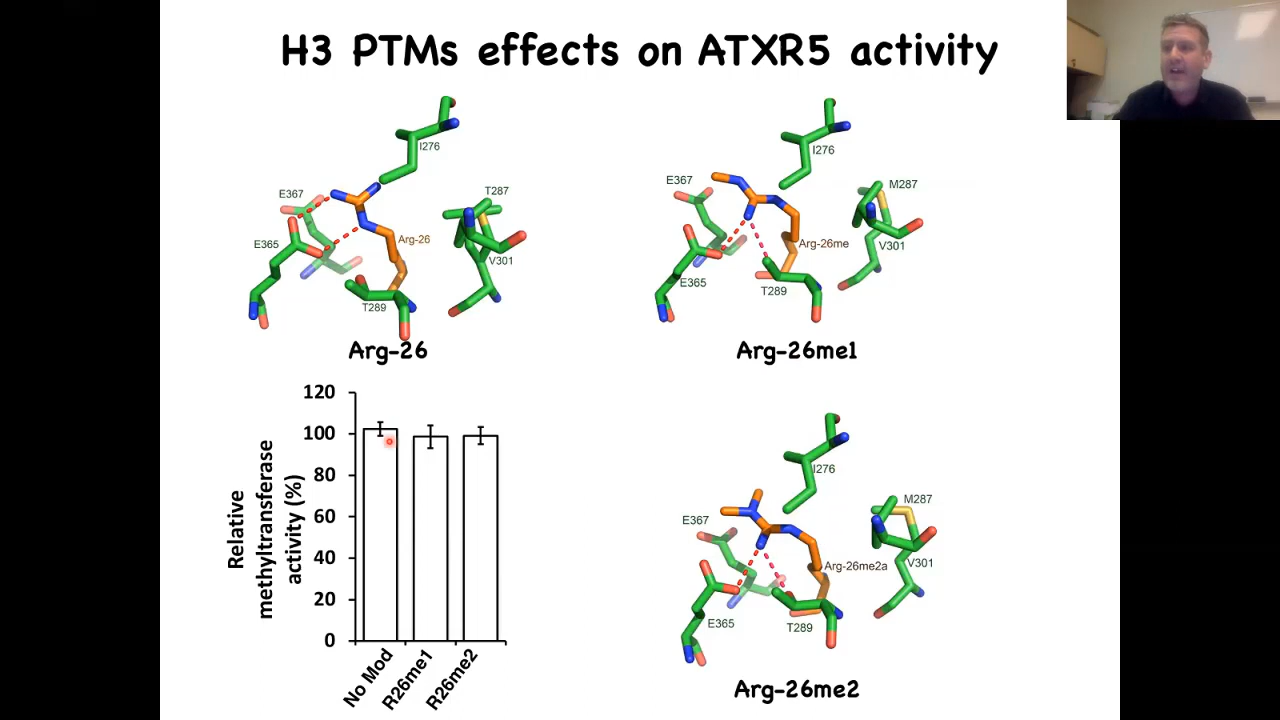 H3 PTMs effects on ATXR5 activity
I276
E367
T287
E365
Arg-26
V301
T289
Arg-26
I276
E367
M287
Arg-26me
V301
E365
T289
Arg-26me1
120
100
80
60
40
20
0
Relative
methyltransferase
activity (%)
No Mod
R26me1
R26me2
I276
M287
E367
V301
Arg-26me2a
E365
T289
Arg-26me2